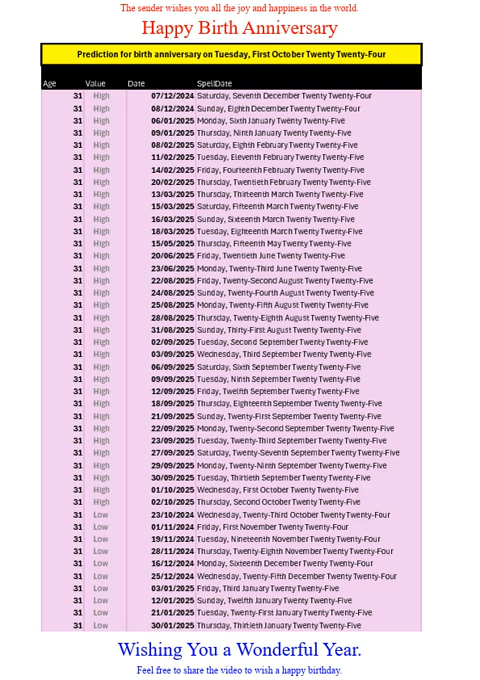 The sender wishes you all the joy and happiness in the world.
Happy Birth Anniversary
Prediction for birth anniversary on Tuesday, First October Twenty Twenty-Four
Age Value Date SpellDate
31 High 07/12/2024 Saturday, Seventh December Twenty Twenty-Four
31 High 08/12/2024 Sunday, Eighth December Twenty Twenty-Four
31 High 06/01/2025 Monday, Sixth January Twenty Twenty-Five
31 High 09/01/2025 Thursday, Ninth January Twenty Twenty-Five
31 High 08/02/2025 Saturday, Eighth February Twenty Twenty-Five
31 High 11/02/2025 Tuesday, Eleventh February Twenty Twenty-Five
31 High 14/02/2025 Friday, Fourteenth February Twenty Twenty-Five
31 High 20/02/2025 Thursday, Twentieth February Twenty Twenty-Five
31 High 13/03/2025 Thursday, Thirteenth March Twenty Twenty-Five
31 High 15/03/2025 Saturday, Fifteenth March Twenty Twenty-Five
31 High 16/03/2025 Sunday, Sixteenth March Twenty Twenty-Five
31 High 18/03/2025 Tuesday, Eighteenth March Twenty Twenty-Five
31 High 15/05/2025 Thursday, Fifteenth May Twenty Twenty-Five
31 High 20/06/2025 Friday, Twentieth June Twenty Twenty-Five
31 High 23/06/2025 Monday, Twenty-Third June Twenty Twenty-Five
31 High 22/08/2025 Friday, Twenty-Second August Twenty Twenty-Five
31 High 24/08/2025 Sunday, Twenty-Fourth August Twenty Twenty-Five
31 High 25/08/2025 Monday, Twenty-Fifth August Twenty Twenty-Five
31 High 28/08/2025 Thursday, Twenty-Eighth August Twenty Twenty-Five
31 High 31/08/2025 Sunday, Thirty-First August Twenty Twenty-Five
31 High 02/09/2025 Tuesday, Second September Twenty Twenty-Five
31 High 03/09/2025 Wednesday, Third September Twenty Twenty-Five
31 High 06/09/2025 Saturday, Sixth September Twenty Twenty-Five
31 High 09/09/2025 Tuesday, Ninth September Twenty Twenty-Five
31 High 12/09/2025 Friday, Twelfth September Twenty Twenty-Five
31 High 18/09/2025 Thursday, Eighteenth September Twenty Twenty-Five
31 High 21/09/2025 Sunday, Twenty-First September Twenty Twenty-Five
31 High 22/09/2025 Monday, Twenty-Second September Twenty Twenty-Five
31 High 23/09/2025 Tuesday, Twenty-Third September Twenty Twenty-Five
31 High 27/09/2025 Saturday, Twenty-Seventh September Twenty Twenty-Five
31 High 29/09/2025 Monday, Twenty-Ninth September Twenty Twenty-Five
31 High 30/09/2025 Tuesday, Thirtieth September Twenty Twenty-Five
31 High 01/10/2025 Wednesday, First October Twenty Twenty-Five
31 High 02/10/2025 Thursday, Second October Twenty Twenty-Five
31 Low 23/10/2024 Wednesday, Twenty-Third October Twenty Twenty-Four
31 Low 01/11/2024 Friday, First November Twenty Twenty-Four
31 Low 19/11/2024 Tuesday, Nineteenth November Twenty Twenty-Four
31 Low 28/11/2024 Thursday, Twenty-Eighth November Twenty Twenty-Four
31 Low 16/12/2024 Monday, Sixteenth December Twenty Twenty-Four
31 Low 25/12/2024 Wednesday, Twenty-Fifth December Twenty Twenty-Four
31 Low 03/01/2025 Friday, Third January Twenty Twenty-Five
31 Low 12/01/2025 Sunday, Twelfth January Twenty Twenty-Five
31 Low 21/01/2025 Tuesday, Twenty-First January Twenty Twenty-Five
31 Low 30/01/2025 Thursday, Thirtieth January Twenty Twenty-Five
Wishing You a Wonderful Year.
Feel free to share the video to wish a happy birthday.